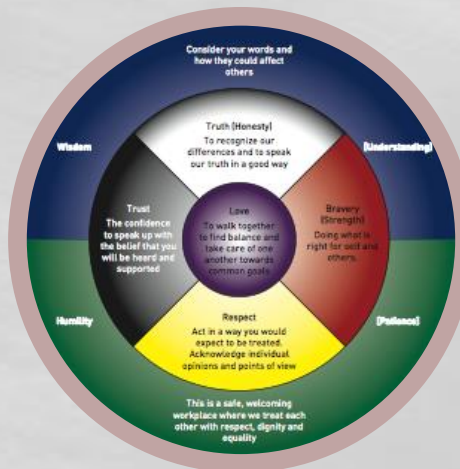 Consider your words and
how they could affect
others
Wisdom
(Understanding)
Truth (Honesty)
To recognize our
differences and to speak
our truth in a good way
Trust
The confidence
to speak up with
the belief that you
will be heard and
supported
Love
To walk together
to find balance and
take care of one
another towards
common goals
Bravery
(Strength)
Doing what is
right for self and
others.
Respect
Act in a way you would
expect to be treated.
Acknowledge individual
opinions and points of view
Humility
(Patience)
This is a safe, welcoming
workplace where we treat each
other with respect, dignity and
equality